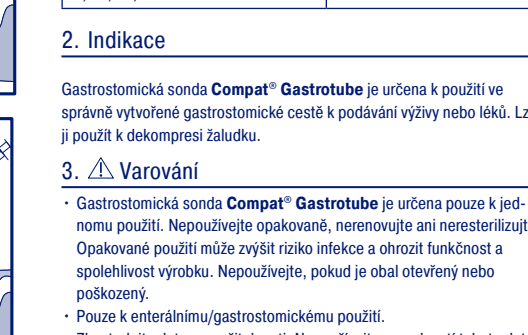 2. Indikace
Gastrostomická sonda Compat® Gastrotube je určena k použití ve
správně vytvořené gastrostomické cestě k podávání výživy nebo léků. Lz
ji použít k dekompresi žaludku.
3. ⚠ Varování
· Gastrostomická sonda Compat® Gastrotube je určena pouze k jed-
nomu použití. Nepoužívejte opakovaně, nerenovujte ani neresterilizujt
Opakované použití může zvýšit riziko infekce a ohrozit funkčnost a
spolehlivost výrobku. Nepoužívejte, pokud je obal otevřený nebo
poškozený.
· Pouze k enterálnímu/gastrostomickému použití.